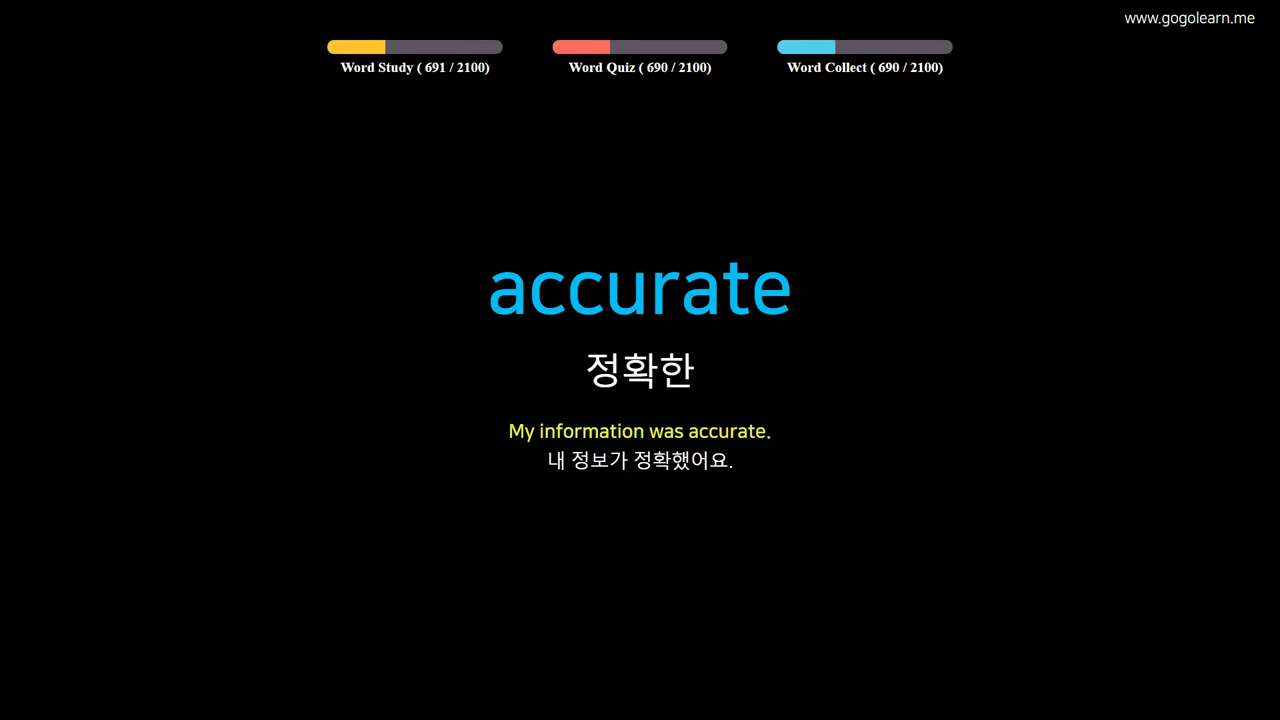 www.gogolearn.me
Word Study ( 691 / 2100)
Word Quiz ( 690 / 2100)
Word Collect ( 690 / 2100)
accurate
정확한
My information was accurate.
내 정보가 정확했어요.